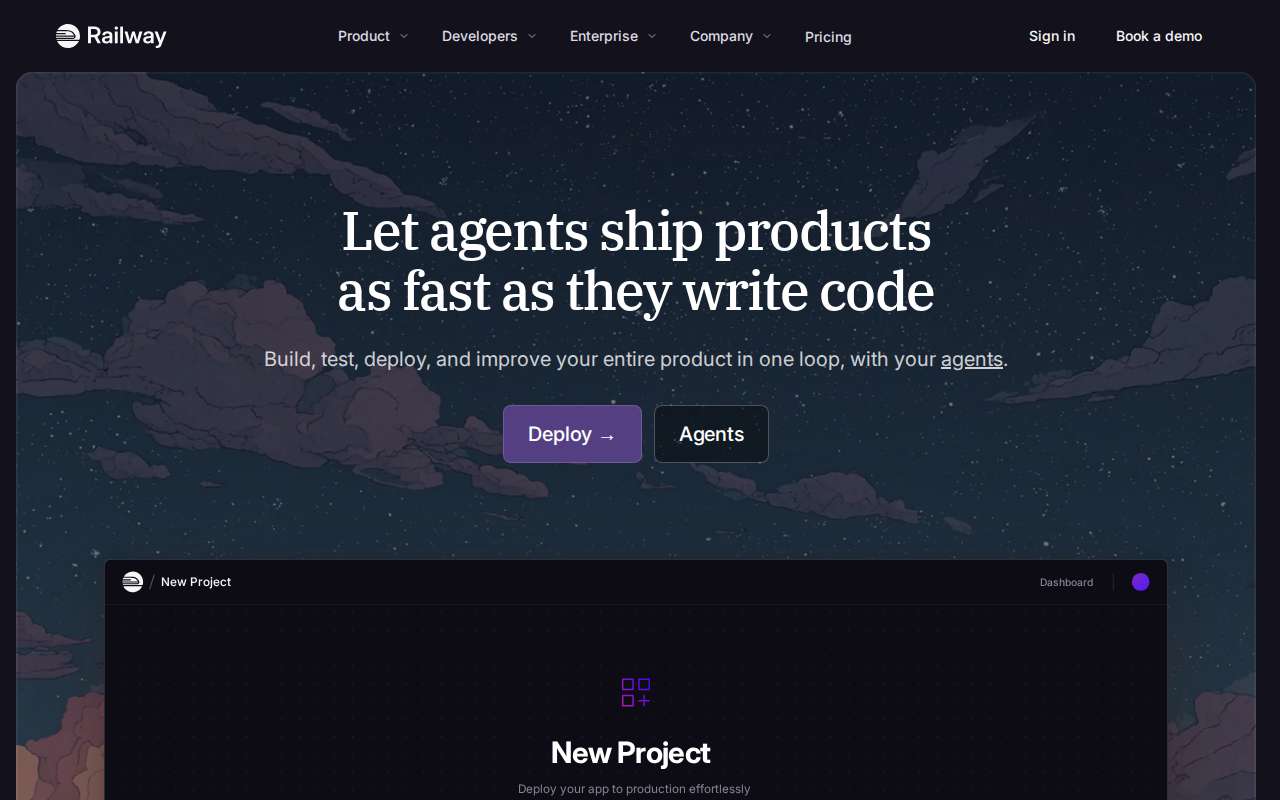 Railway
Product
Developers
Enterprise
Company
Pricing
Sign in
Book a demo
Let agents ship products
as fast as they write code
Build, test, deploy, and improve your entire product in one loop, with your agents.
Deploy →
Agents
/ New Project
Dashboard
New Project
Deploy your app to production effortlessly